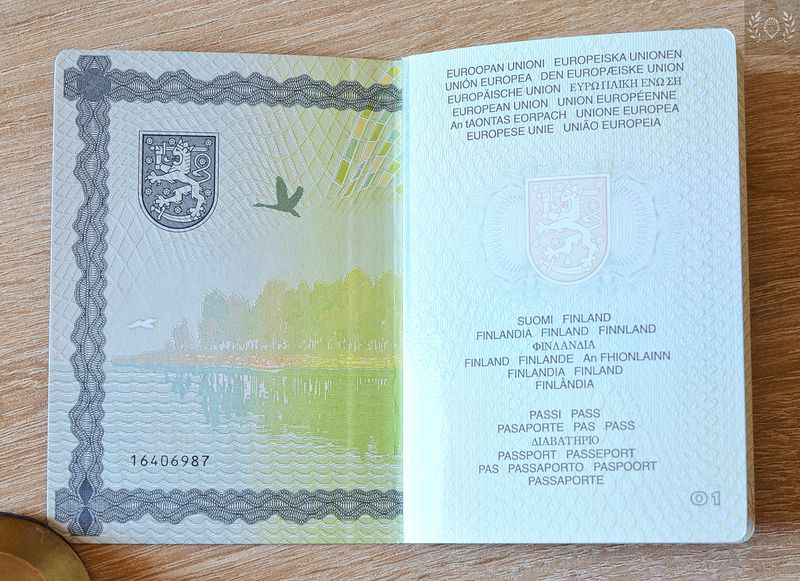 16406987
EUROOPAN UNIONI EUROPEISKA UNIONEN
UNIÓN EUROPEA DEN EUROPÆISKE UNION
EUROPÄISCHE UNION ΕΥΡΩΠΑΪΚΗ ΕΝΩΣΗ
EUROPEAN UNION UNION EUROPÉENNE
An tAONTAS EORPACH UNIONE EUROPEA
EUROPESE UNIE UNIÃO EUROPEIA
SUOMI FINLAND
FINLANDIA FINLAND FINNLAND
ΦΙΝΛΑΝΔΙΑ
FINLAND FINLANDE An FHIONLAINN
FINLANDIA FINLAND
FINLÂNDIA
PASSI PASS
PASAPORTE PAS PASS
ΔΙΑΒΑΤΗΡΙΟ
PASSPORT PASSEPORT
PAS PASSAPORTO PASPOORT
PASSAPORTE
01